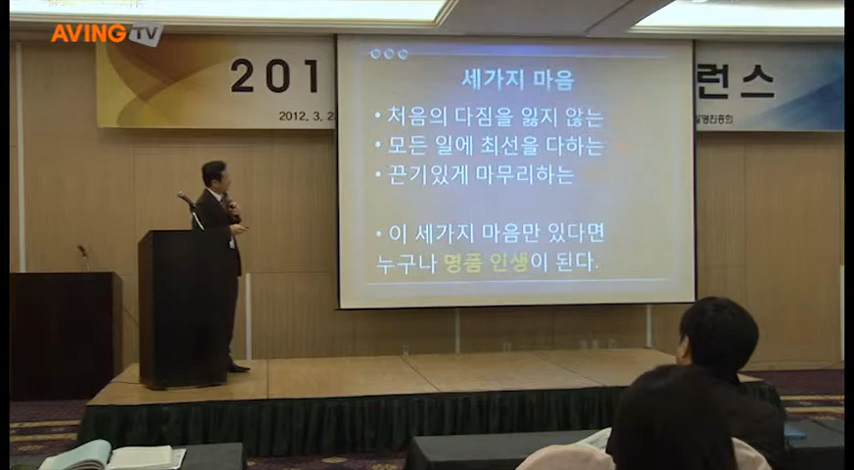 AVING TV
201
런스
2012. 3. 2
세가지 마음
• 처음의 다짐을 잃지 않는
• 모든 일에 최선을 다하는
• 끈기있게 마무리하는
• 이 세가지 마음만 있다면
누구나 명품 인생이 된다.